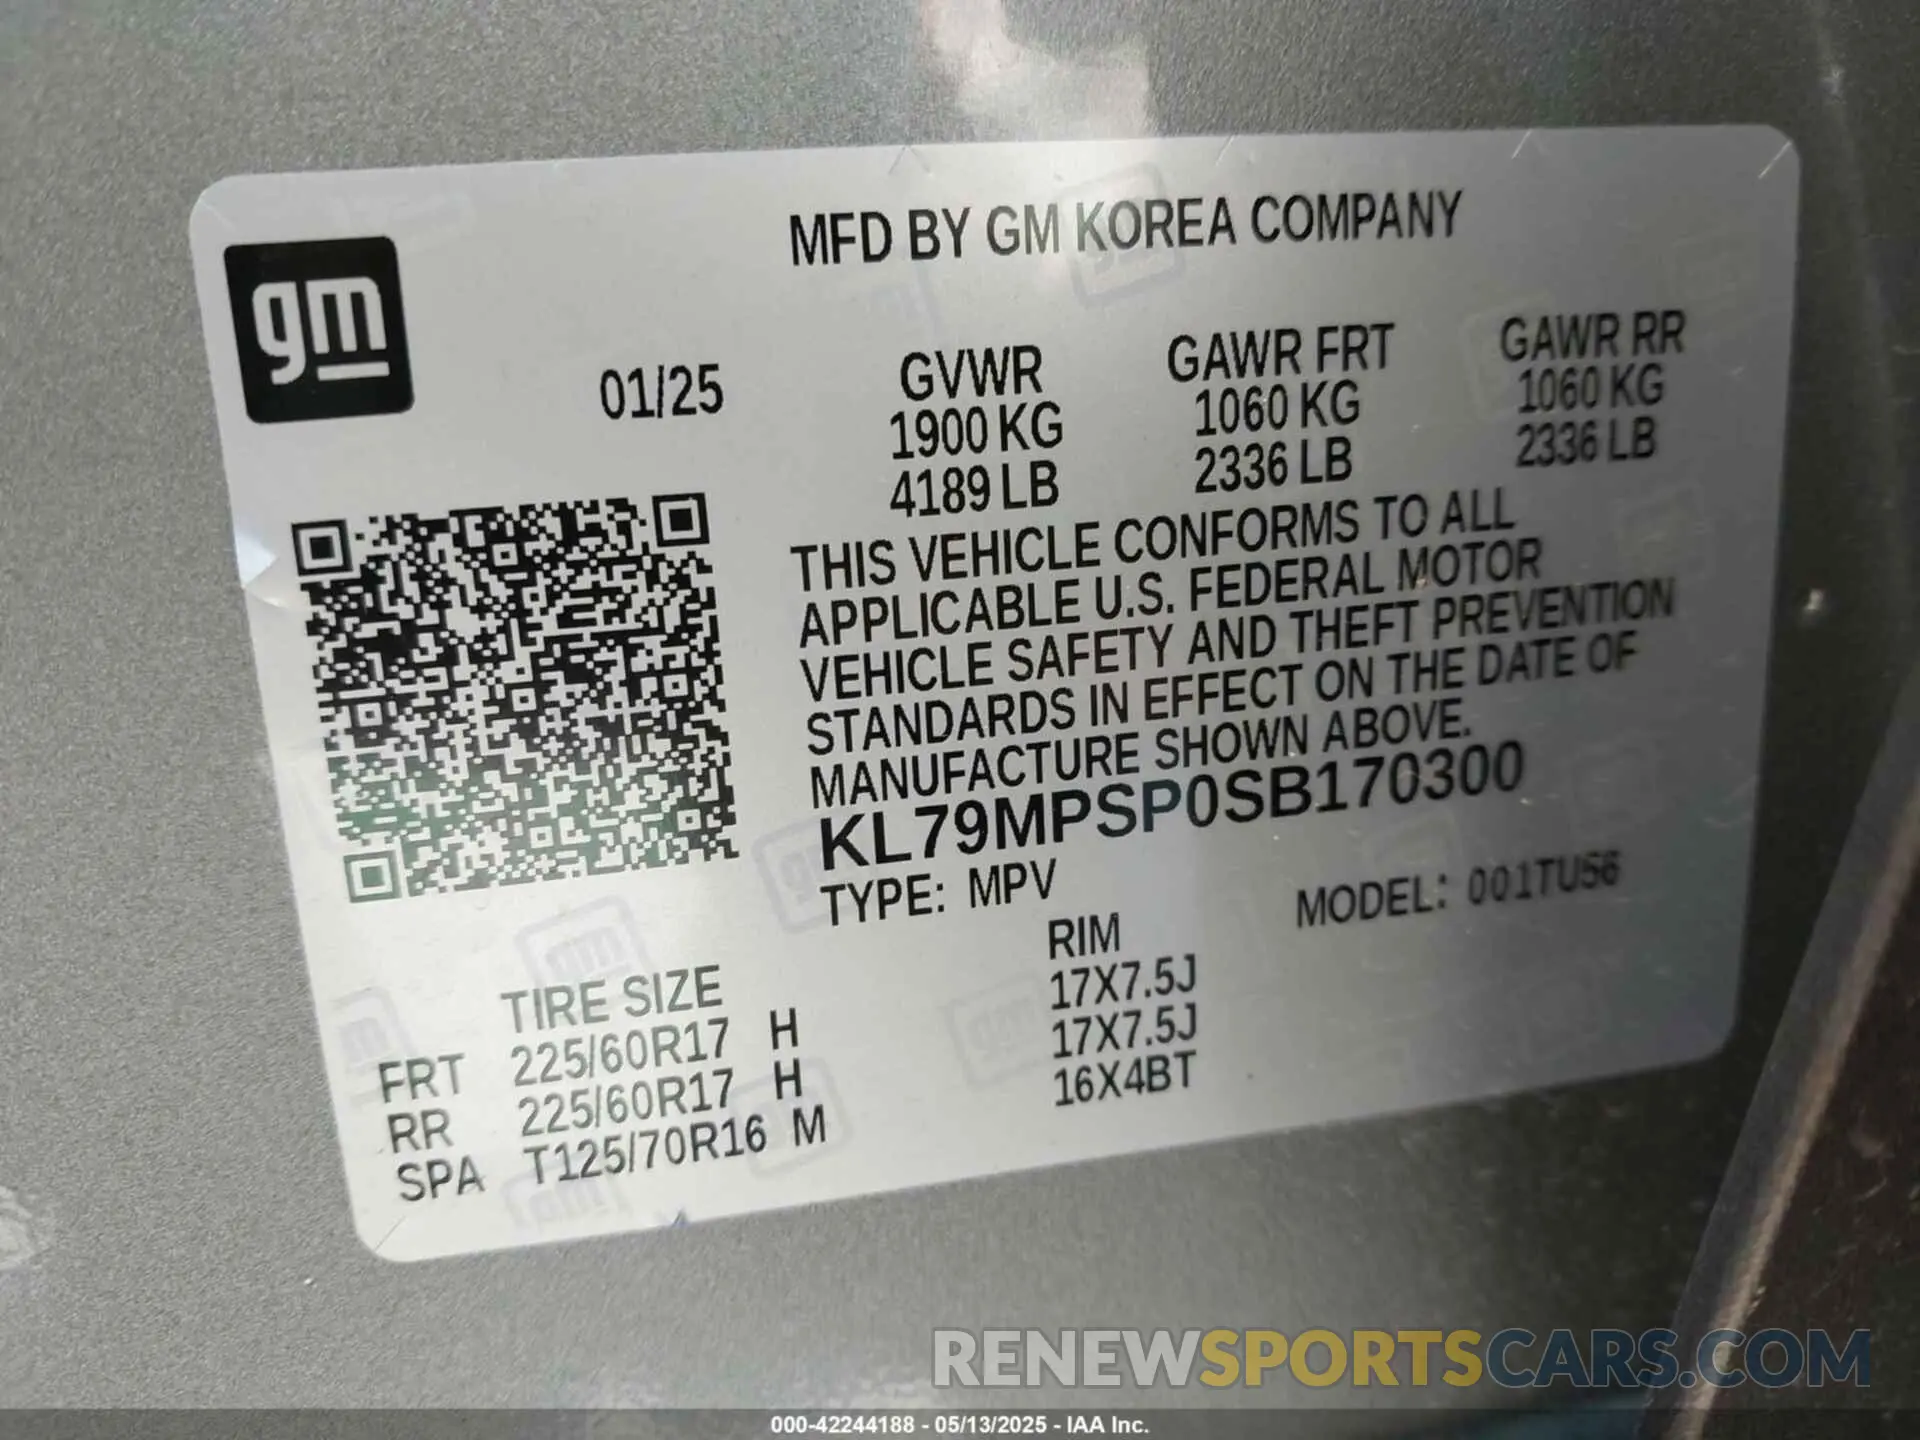 gm
MFD BY GM KOREA COMPANY
01/25
GVWR GAWR FRT GAWR RR
1900 KG 1060 KG 1060 KG
4189 LB 2336 LB 2336 LB
THIS VEHICLE CONFORMS TO ALL
APPLICABLE U.S. FEDERAL MOTOR
VEHICLE SAFETY AND THEFT PREVENTION
STANDARDS IN EFFECT ON THE DATE OF
MANUFACTURE SHOWN ABOVE.
KL79MPSP0SB170300
TYPE: MPV MODEL: 001TU56
TIRE SIZE RIM
FRT 225/60R17 H 17X7.5J
RR 225/60R17 H 17X7.5J
SPA T125/70R16 M 16X4BT
RENEWSPORTSCARS.COM
000-42244188 - 05/13/2025 - IAA Inc.